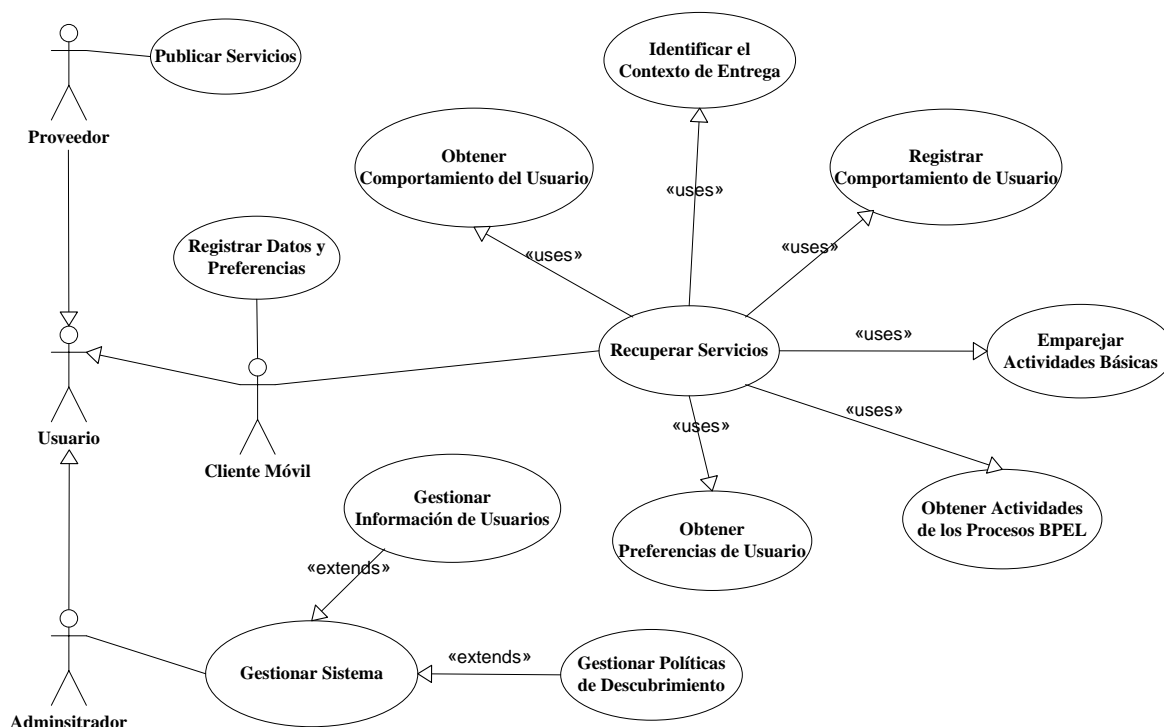 Publicar Servicios
Proveedor
Identificar el
Contexto de Entrega
Obtener
Comportamiento del Usuario
Registrar
Comportamiento de Usuario
«uses»
«uses»
«uses»
Registrar Datos y
Preferencias
Recuperar Servicios
«uses»
Emparejar
Actividades Básicas
Usuario
Cliente Móvil
«uses»
«uses»
Gestionar
Información de Usuarios
Obtener
Preferencias de Usuario
Obtener Actividades
de los Procesos BPEL
«extends»
Gestionar Sistema
«extends»
Gestionar Políticas
de Descubrimiento
Adminsitrador